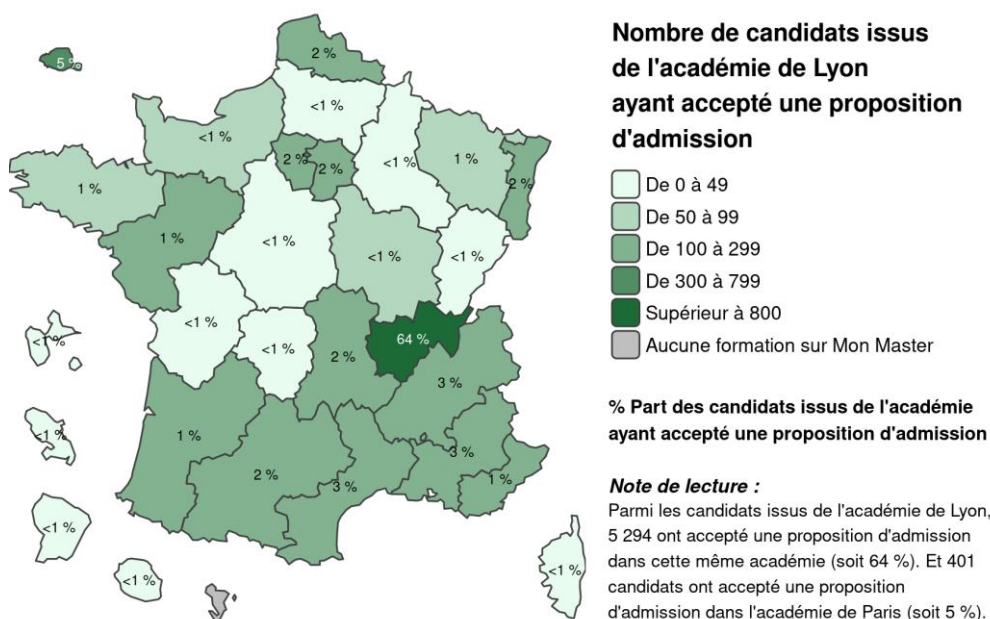 Nombre de candidats issus
de l'académie de Lyon
ayant accepté une proposition
d'admission
De 0 à 49
De 50 à 99
De 100 à 299
De 300 à 799
Supérieur à 800
Aucune formation sur Mon Master
% Part des candidats issus de l'académie
ayant accepté une proposition d'admission
Note de lecture :
Parmi les candidats issus de l'académie de Lyon,
5 294 ont accepté une proposition d'admission
dans cette même académie (soit 64 %). Et 401
candidats ont accepté une proposition
d'admission dans l'académie de Paris (soit 5 %).
2 %
5 %
<1 %
<1 %
2 %
2 %
<1 %
1 %
2 %
1 %
1 %
<1 %
<1 %
<1 %
<1 %
<1 %
2 %
64 %
3 %
<1 %
1 %
2 %
3 %
3 %
1 %
<1 %
<1 %
<1 %
<1 %